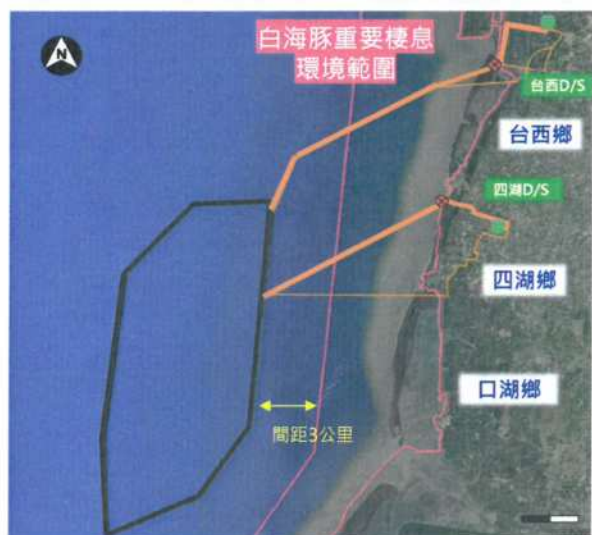 白海豚重要棲息
環境範圍
N
台西D/S
台西鄉
四湖D/S
四湖鄉
口湖鄉
間距3公里